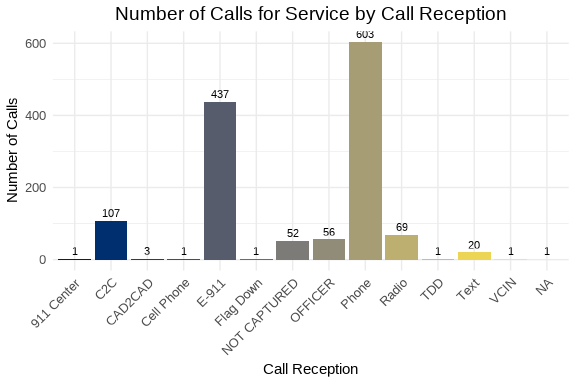 Number of Calls for Service by Call Reception
Number of Calls
600
400
200
0
1
107
3
1
437
1
52
56
603
69
1
20
1
1
911 Center
C2C
CAD2CAD
Cell Phone
E-911
Flag Down
NOT CAPTURED
OFFICER
Phone
Radio
TDD
Text
VCIN
NA
Call Reception